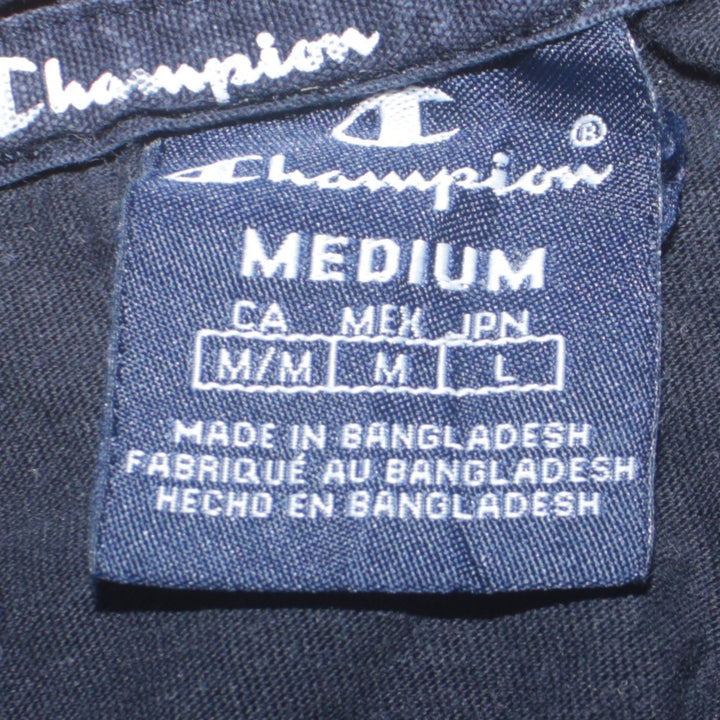 Champion
Champion ®
MEDIUM
CA MEX JPN
M/M M L
MADE IN BANGLADESH
FABRIQUÉ AU BANGLADESH
HECHO EN BANGLADESH